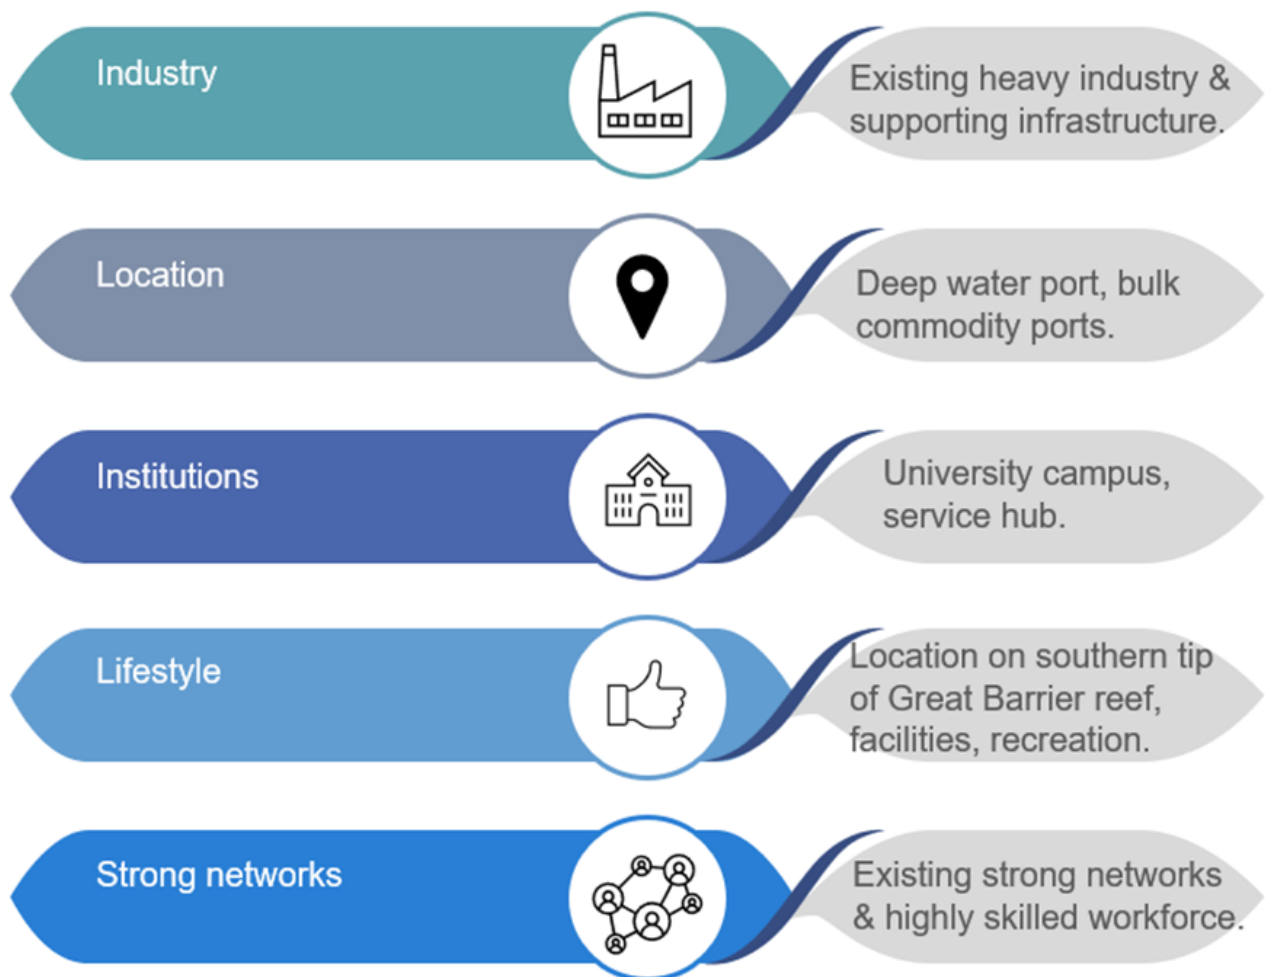 Industry
Existing heavy industry &
supporting infrastructure.
Location
Deep water port, bulk
commodity ports.
Institutions
University campus,
service hub.
Lifestyle
Location on southern tip
of Great Barrier reef,
facilities, recreation.
Strong networks
Existing strong networks
& highly skilled workforce.